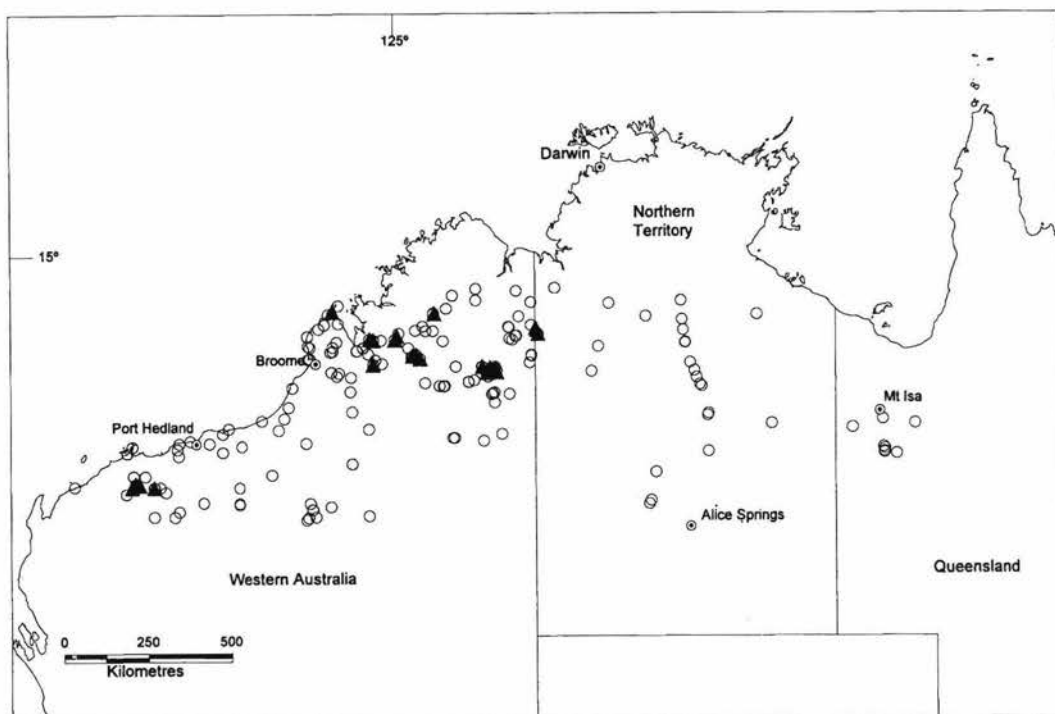 125°
Darwin
Northern
Territory
15°
Broome
Mt Isa
Port Hedland
Alice Springs
Western Australia
Queensland
0 250 500
Kilometres